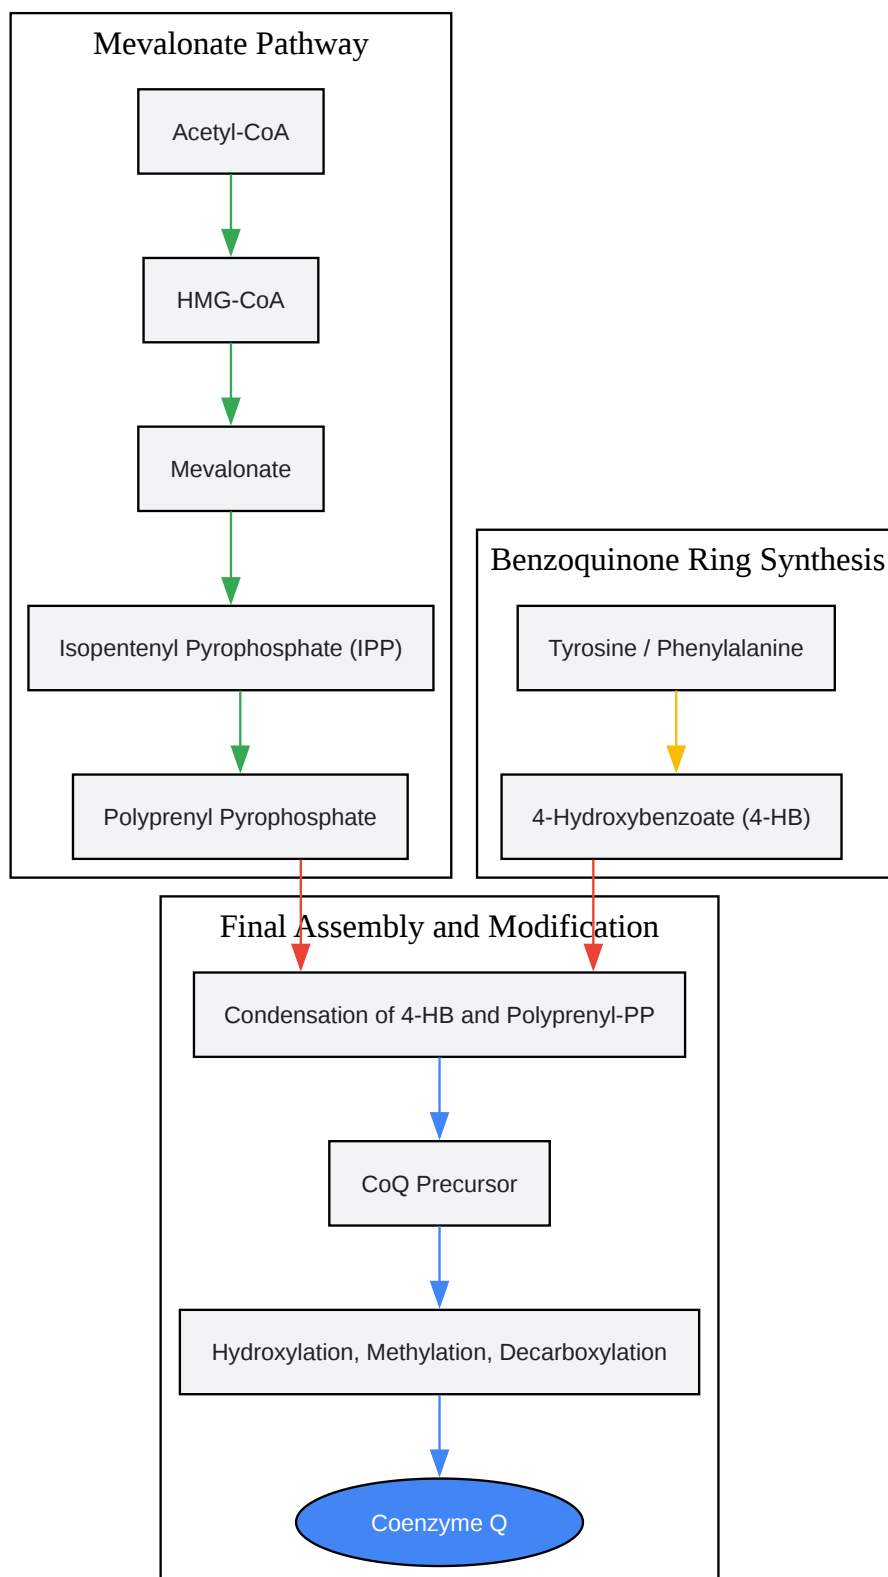 Mevalonate Pathway
Acetyl-CoA
HMG-CoA
Mevalonate
Isopentenyl Pyrophosphate (IPP)
Polyprenyl Pyrophosphate
Benzoquinone Ring Synthesis
Tyrosine / Phenylalanine
4-Hydroxybenzoate (4-HB)
Final Assembly and Modification
Condensation of 4-HB and Polyprenyl-PP
CoQ Precursor
Hydroxylation, Methylation, Decarboxylation
Coenzyme Q